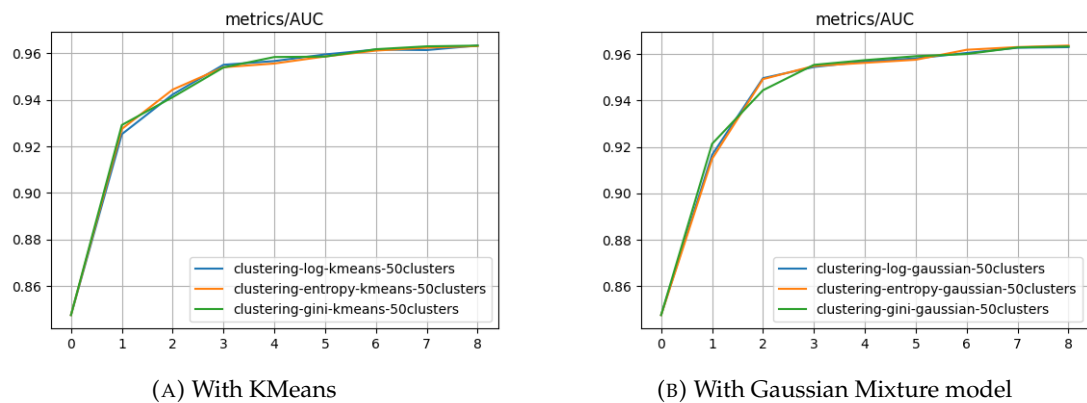 metrics/AUC
0.96
0.94
0.92
0.90
0.88
0.86
clustering-log-kmeans-50clusters
clustering-entropy-kmeans-50clusters
clustering-gini-kmeans-50clusters
0 1 2 3 4 5 6 7 8
(A) With KMeans
metrics/AUC
0.96
0.94
0.92
0.90
0.88
0.86
clustering-log-gaussian-50clusters
clustering-entropy-gaussian-50clusters
clustering-gini-gaussian-50clusters
0 1 2 3 4 5 6 7 8
(B) With Gaussian Mixture model